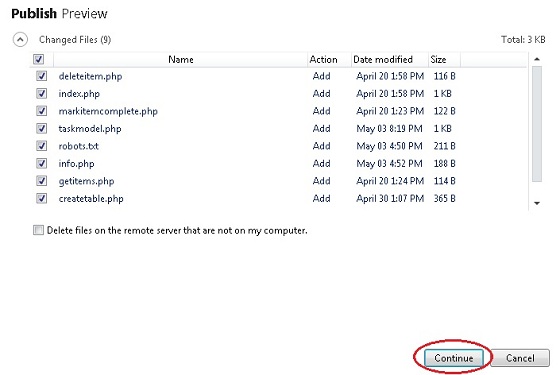 Publish Preview
Changed Files (9) Total: 3 KB
Name Action Date modified Size
deleteitem.php Add April 20 1:58 PM 116 B
index.php Add April 20 1:58 PM 1 KB
markitemcomplete.php Add April 20 1:23 PM 122 B
taskmodel.php Add May 03 8:19 PM 1 KB
robots.txt Add May 03 4:50 PM 211 B
info.php Add May 03 4:52 PM 188 B
getitems.php Add April 20 1:24 PM 114 B
createtable.php Add April 30 1:07 PM 365 B
Delete files on the remote server that are not on my computer.
Continue Cancel